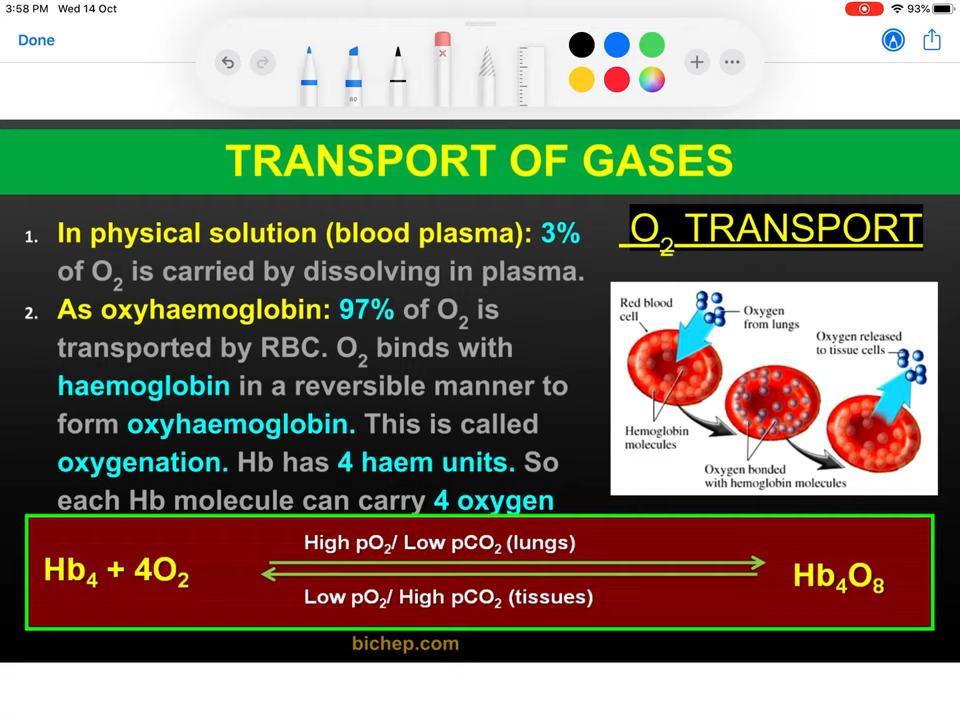 3:58 PM Wed 14 Oct
93%
Done
80
TRANSPORT OF GASES
O₂ TRANSPORT
1. In physical solution (blood plasma): 3%
of O₂ is carried by dissolving in plasma.
2. As oxyhaemoglobin: 97% of O₂ is
transported by RBC. O₂ binds with
haemoglobin in a reversible manner to
form oxyhaemoglobin. This is called
oxygenation. Hb has 4 haem units. So
each Hb molecule can carry 4 oxygen
Red blood
cell
Oxygen
from lungs
Oxygen released
to tissue cells
Hemoglobin
molecules
Oxygen bonded
with hemoglobin molecules
High pO₂/ Low pCO₂ (lungs)
Hb₄ + 4O₂
Hb₄O₈
Low pO₂/ High pCO₂ (tissues)
bichep.com